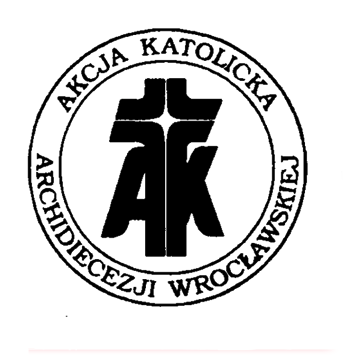 AKCJA KATOLICKA
ARCHIDIECEZJI WROCŁAWSKIEJ
AK